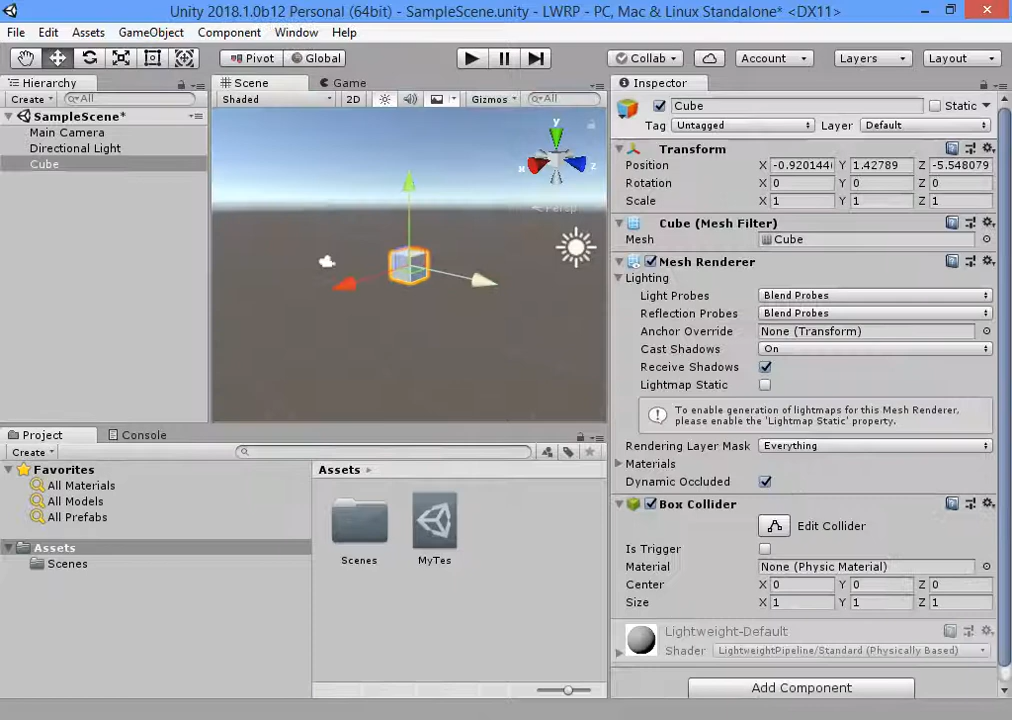 Unity 2018.1.0b12 Personal (64bit) - SampleScene.unity - LWRP - PC, Mac & Linux Standalone* <DX11>
File Edit Assets GameObject Component Window Help
Pivot Global Collab Account Layers Layout
Hierarchy
Create All
SampleScene*
Main Camera
Directional Light
Cube
Scene Game
Shaded 2D Gizmos All
y
x
z
Persp
Inspector
Cube Static
Tag Untagged Layer Default
Transform
Position X -0.920144 Y 1.42789 Z -5.548079
Rotation X 0 Y 0 Z 0
Scale X 1 Y 1 Z 1
Cube (Mesh Filter)
Mesh Cube
Mesh Renderer
Lighting
Light Probes Blend Probes
Reflection Probes Blend Probes
Anchor Override None (Transform)
Cast Shadows On
Receive Shadows
Lightmap Static
To enable generation of lightmaps for this Mesh Renderer,
please enable the 'Lightmap Static' property.
Rendering Layer Mask Everything
Materials
Dynamic Occluded
Box Collider
Edit Collider
Is Trigger
Material None (Physic Material)
Center X 0 Y 0 Z 0
Size X 1 Y 1 Z 1
Lightweight-Default
Shader LightweightPipeline/Standard (Physically Based)
Add Component
Project Console
Create
Favorites
All Materials
All Models
All Prefabs
Assets
Scenes
Assets
Scenes
MyTes